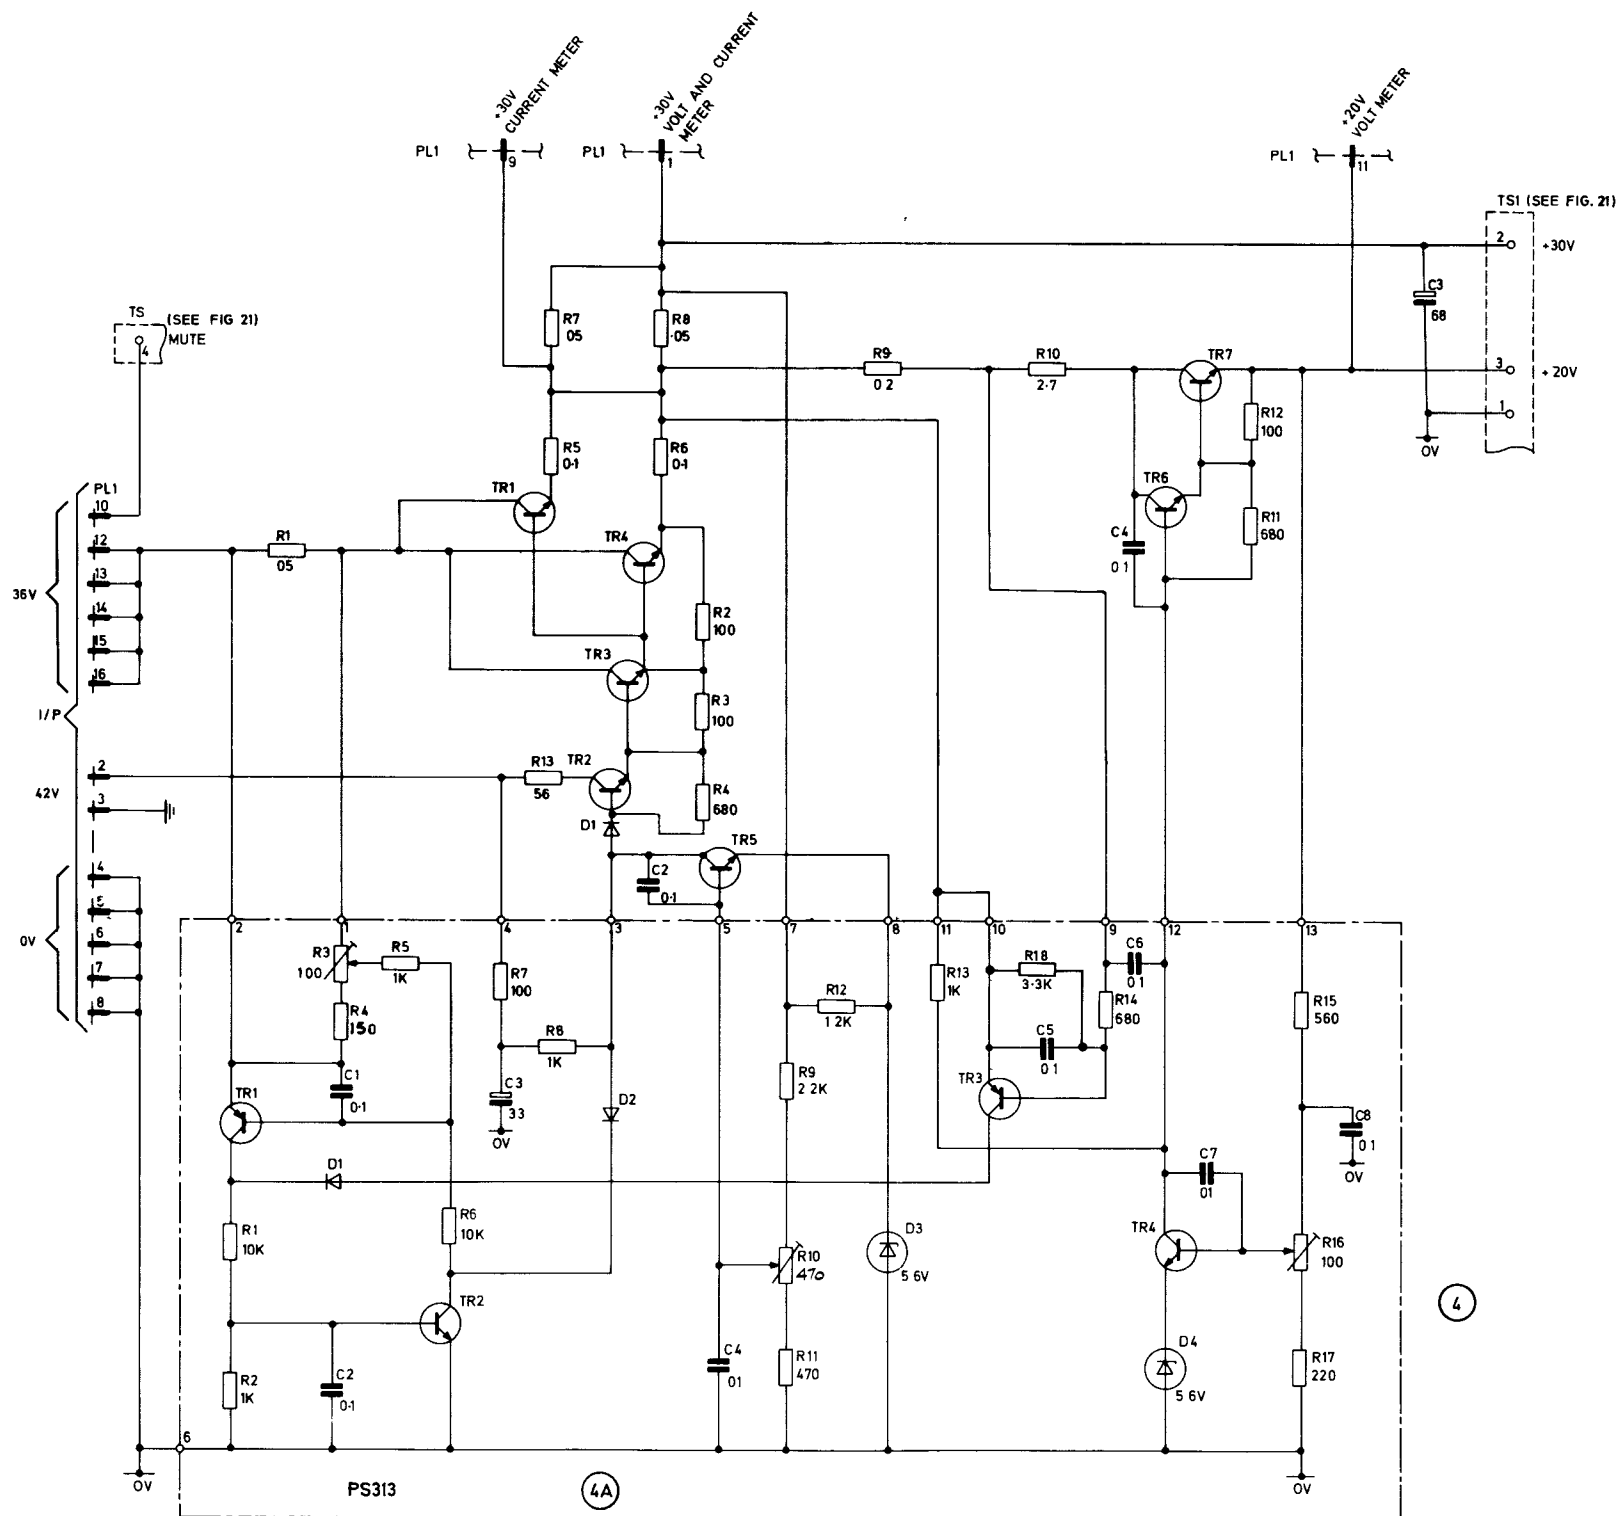 +30V
CURRENT METER
+30V
VOLT AND CURRENT
METER
+20V
VOLT METER
PL1
9
PL1
1
PL1
11
TS1 (SEE FIG. 21)
2
+30V
C3
68
3
+20V
1
0V
TS
(SEE FIG 21)
4
MUTE
R7
05
R8
·05
R9
0 2
R10
2·7
TR7
R12
100
R5
0·1
R6
0·1
TR1
TR6
R11
680
C4
0 1
PL1
10
12
13
14
15
16
36V
R1
05
TR4
R2
100
TR3
R3
100
I/P
2
3
42V
R13
56
TR2
R4
680
D1
TR5
C2
0·1
4
5
6
7
8
0V
2
1
4
3
5
7
8
11
10
9
12
13
R3
100
R5
1K
R4
150
R7
100
R8
1K
R12
1 2K
R13
1K
R18
3·3K
C6
0 1
R14
680
C5
0 1
R15
560
C1
0·1
TR1
C3
33
0V
D2
R9
2 2K
TR3
C8
0 1
0V
D1
C7
01
R1
10K
R6
10K
R10
470
D3
5 6V
TR4
R16
100
TR2
4
R2
1K
C2
0·1
C4
01
R11
470
D4
5 6V
R17
220
6
0V
PS313
4A
0V